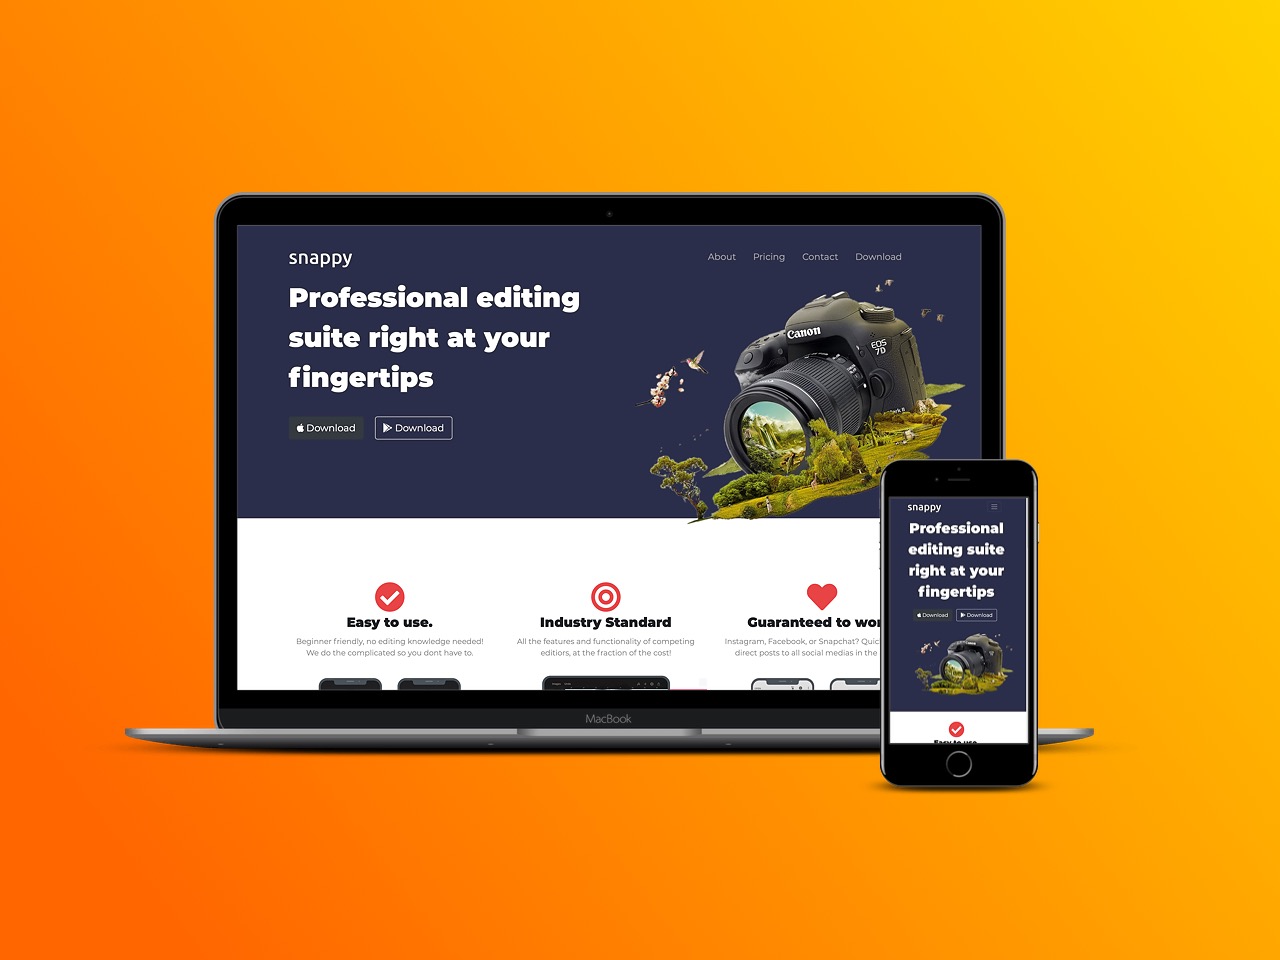 snappy
About Pricing Contact Download
Professional editing
suite right at your
fingertips
Download Download
Canon
EOS
7D
Easy to use.
Beginner friendly, no editing knowledge needed!
We do the complicated so you dont have to.
Industry Standard
All the features and functionality of competing
editiors, at the fraction of the cost!
Guaranteed to wor
Instagram, Facebook, or Snapchat? Quic
direct posts to all social medias in the
MacBook
snappy
Professional
editing suite
right at your
fingertips
Download Download
Easy to use